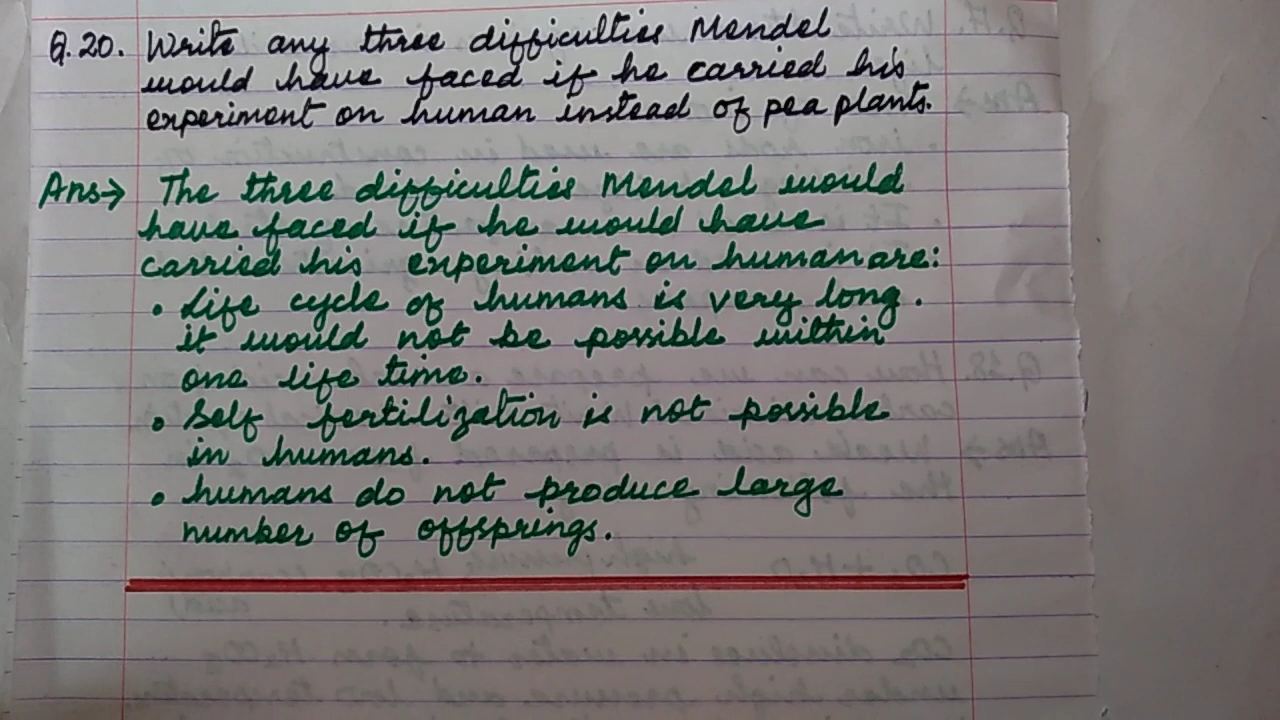 Q.20. Write any three difficulties Mendel
would have faced if he carried his
experiment on human instead of pea plants.
Ans→ The three difficulties Mendel would
have faced if he would have
carried his experiment on human are:
• Life cycle of humans is very long.
it would not be possible within
one life time.
• Self fertilization is not possible
in humans.
• humans do not produce large
number of offsprings.